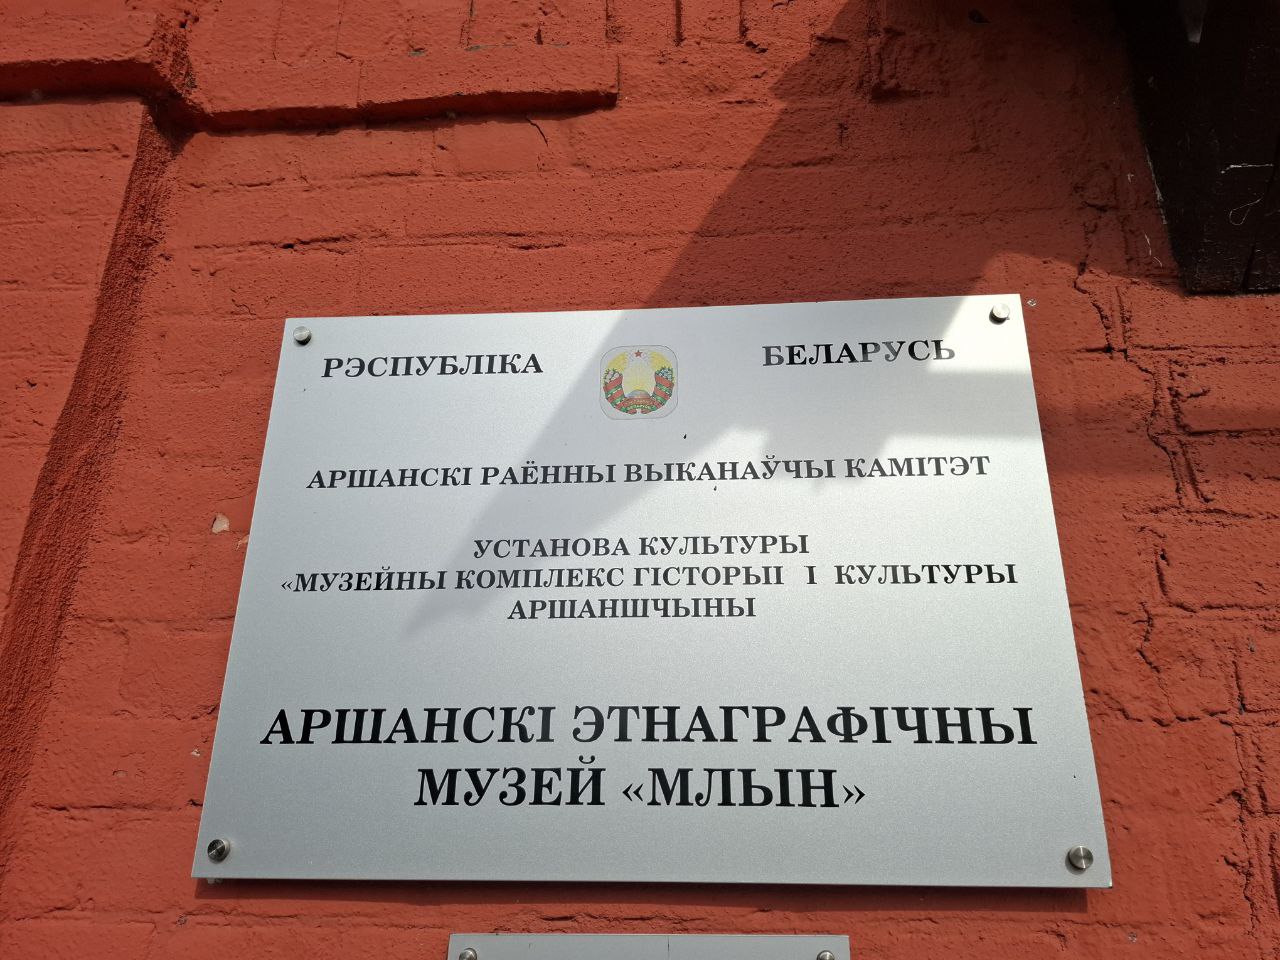 РЭСПУБЛІКА БЕЛАРУСЬ
АРШАНСКІ РАЁННЫ ВЫКАНАЎЧЫ КАМІТЭТ
УСТАНОВА КУЛЬТУРЫ
«МУЗЕЙНЫ КОМПЛЕКС ГІСТОРЫІ І КУЛЬТУРЫ
АРШАНШЧЫНЫ
АРШАНСКІ ЭТНАГРАФІЧНЫ
МУЗЕЙ «МЛЫН»